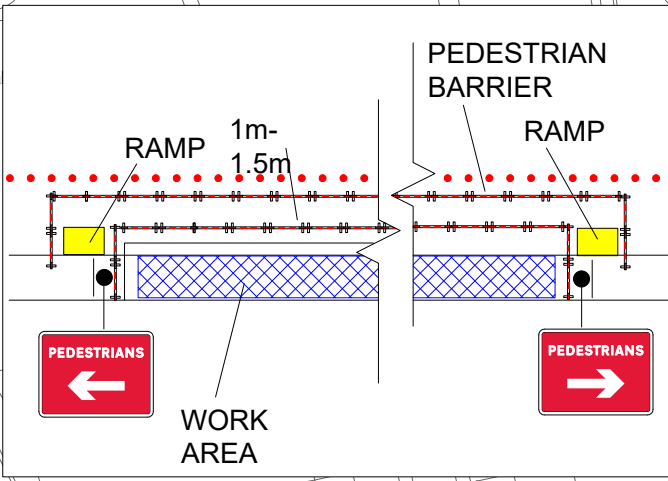 PEDESTRIAN
BARRIER
1m-
1.5m
RAMP
RAMP
PEDESTRIANS
PEDESTRIANS
WORK
AREA